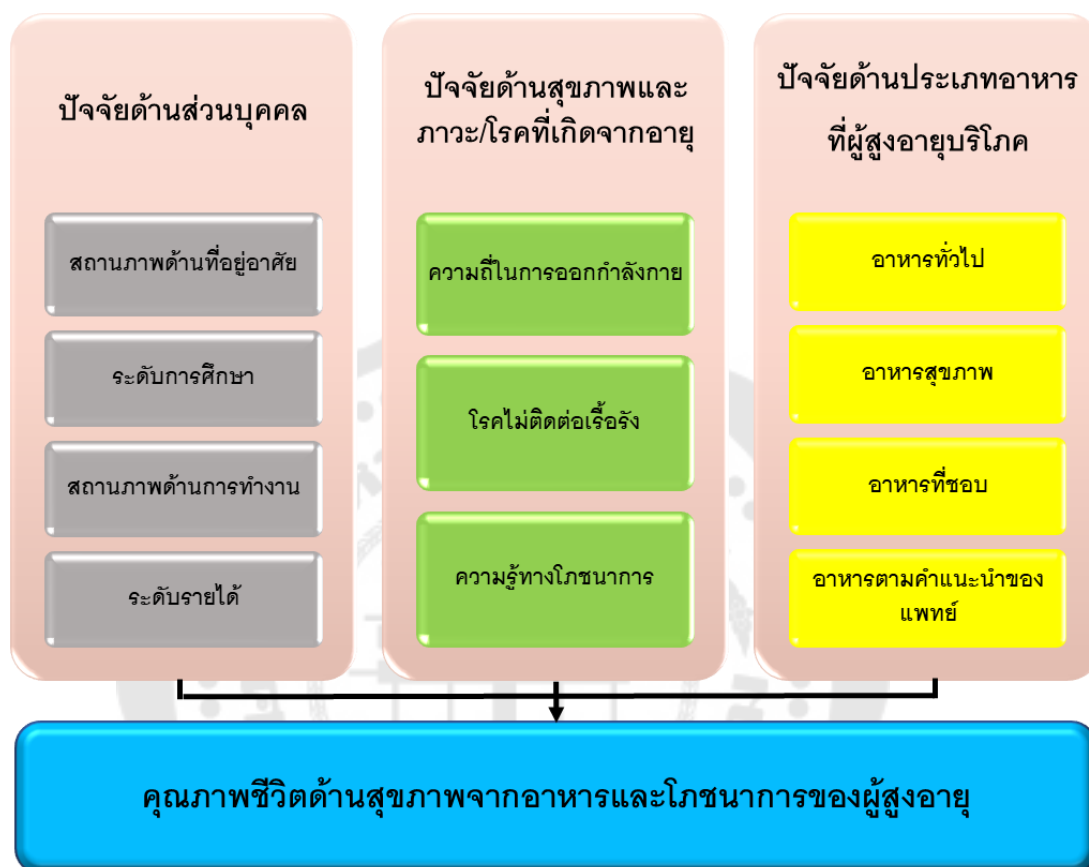 ปัจจัยด้านส่วนบุคคล
สถานภาพด้านที่อยู่อาศัย
ระดับการศึกษา
สถานภาพด้านการทำงาน
ระดับรายได้
ปัจจัยด้านสุขภาพและ
ภาวะ/โรคที่เกิดจากอายุ
ความถี่ในการออกกำลังกาย
โรคไม่ติดต่อเรื้อรัง
ความรู้ทางโภชนาการ
ปัจจัยด้านประเภทอาหาร
ที่ผู้สูงอายุบริโภค
อาหารทั่วไป
อาหารสุขภาพ
อาหารที่ชอบ
อาหารตามคำแนะนำของ
แพทย์
คุณภาพชีวิตด้านสุขภาพจากอาหารและโภชนาการของผู้สูงอายุ